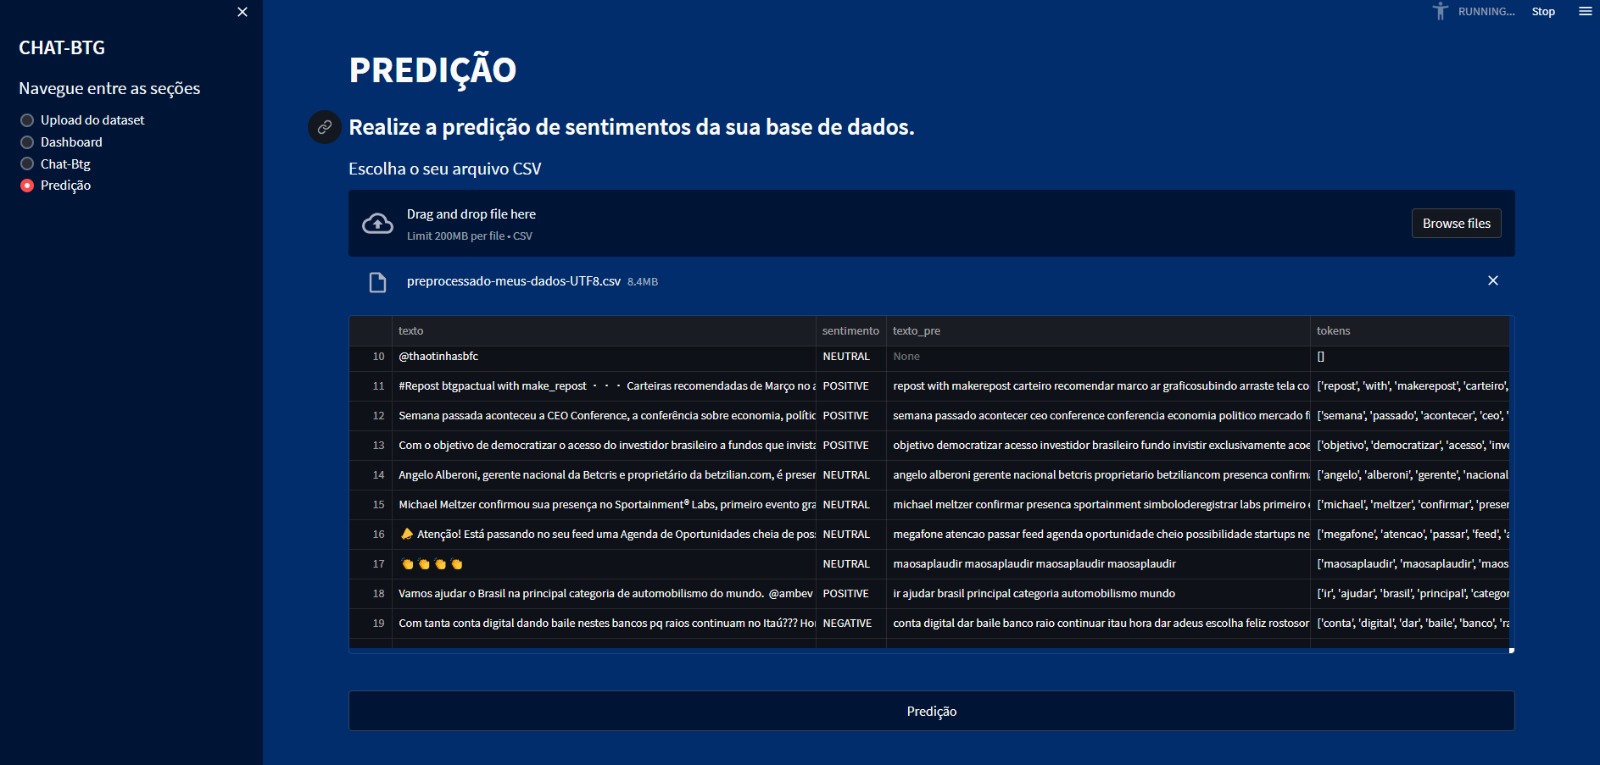 RUNNING...
Stop
CHAT-BTG
Navegue entre as seções
Upload do dataset
Dashboard
Chat-Btg
Predição
PREDIÇÃO
Realize a predição de sentimentos da sua base de dados.
Escolha o seu arquivo CSV
Drag and drop file here
Limit 200MB per file • CSV
Browse files
preprocessado-meus-dados-UTF8.csv 8.4MB
texto sentimento texto_pre tokens
10 @thaotinhasbfc NEUTRAL None []
11 #Repost btgpactual with make_repost ・・・ Carteiras recomendadas de Março no a POSITIVE repost with makerepost carteiro recomendar marco ar graficosubindo arraste tela co ['repost', 'with', 'makerepost', 'carteiro',
12 Semana passada aconteceu a CEO Conference, a conferência sobre economia, polític POSITIVE semana passado acontecer ceo conference conferencia economia politico mercado f ['semana', 'passado', 'acontecer', 'ceo', '
13 Com o objetivo de democratizar o acesso do investidor brasileiro a fundos que invista POSITIVE objetivo democratizar acesso investidor brasileiro fundo investir exclusivamente acoe ['objetivo', 'democratizar', 'acesso', 'inve
14 Angelo Alberoni, gerente nacional da Betcris e proprietário da betzilian.com, é preser NEUTRAL angelo alberoni gerente nacional betcris proprietario betziliancom presenca confirm ['angelo', 'alberoni', 'gerente', 'nacional
15 Michael Meltzer confirmou sua presença no Sportainment® Labs, primeiro evento gra NEUTRAL michael meltzer confirmar presenca sportainment simboloderegistrar labs primeiro e ['michael', 'meltzer', 'confirmar', 'preser
16 📣 Atenção! Está passando no seu feed uma Agenda de Oportunidades cheia de pos NEUTRAL megafone atencao passar feed agenda oportunidade cheio possibilidade startups ne ['megafone', 'atencao', 'passar', 'feed', 'a
17 👏 👏 👏 👏 NEUTRAL maosaplaudir maosaplaudir maosaplaudir maosaplaudir ['maosaplaudir', 'maosaplaudir', 'maos
18 Vamos ajudar o Brasil na principal categoria de automobilismo do mundo. @ambev POSITIVE ir ajudar brasil principal categoria automobilismo mundo ['ir', 'ajudar', 'brasil', 'principal', 'categor
19 Com tanta conta digital dando baile nestes bancos pq raios continuam no Itaú??? Ho NEGATIVE conta digital dar baile banco raio continuar itau hora dar adeus escolha feliz rostosor ['conta', 'digital', 'dar', 'baile', 'banco', 'ra
Predição